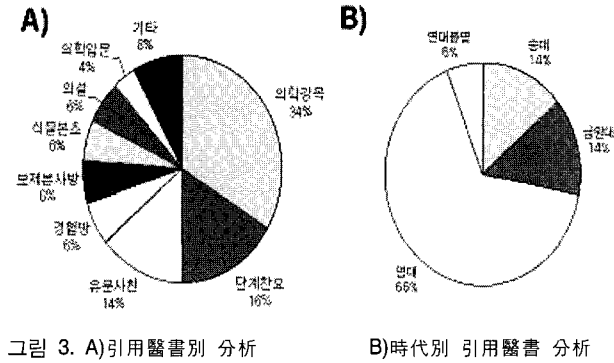 A)
기타
8%
의학입문
4%
의설
6%
식물본초
6%
보제본사방
6%
경험방
6%
유문사친
14%
단계찬요
16%
의학강목
34%
B)
연대불명
6%
송대
14%
금원대
14%
명대
66%
그림 3. A)引用醫書別 分析
B)時代別 引用醫書 分析